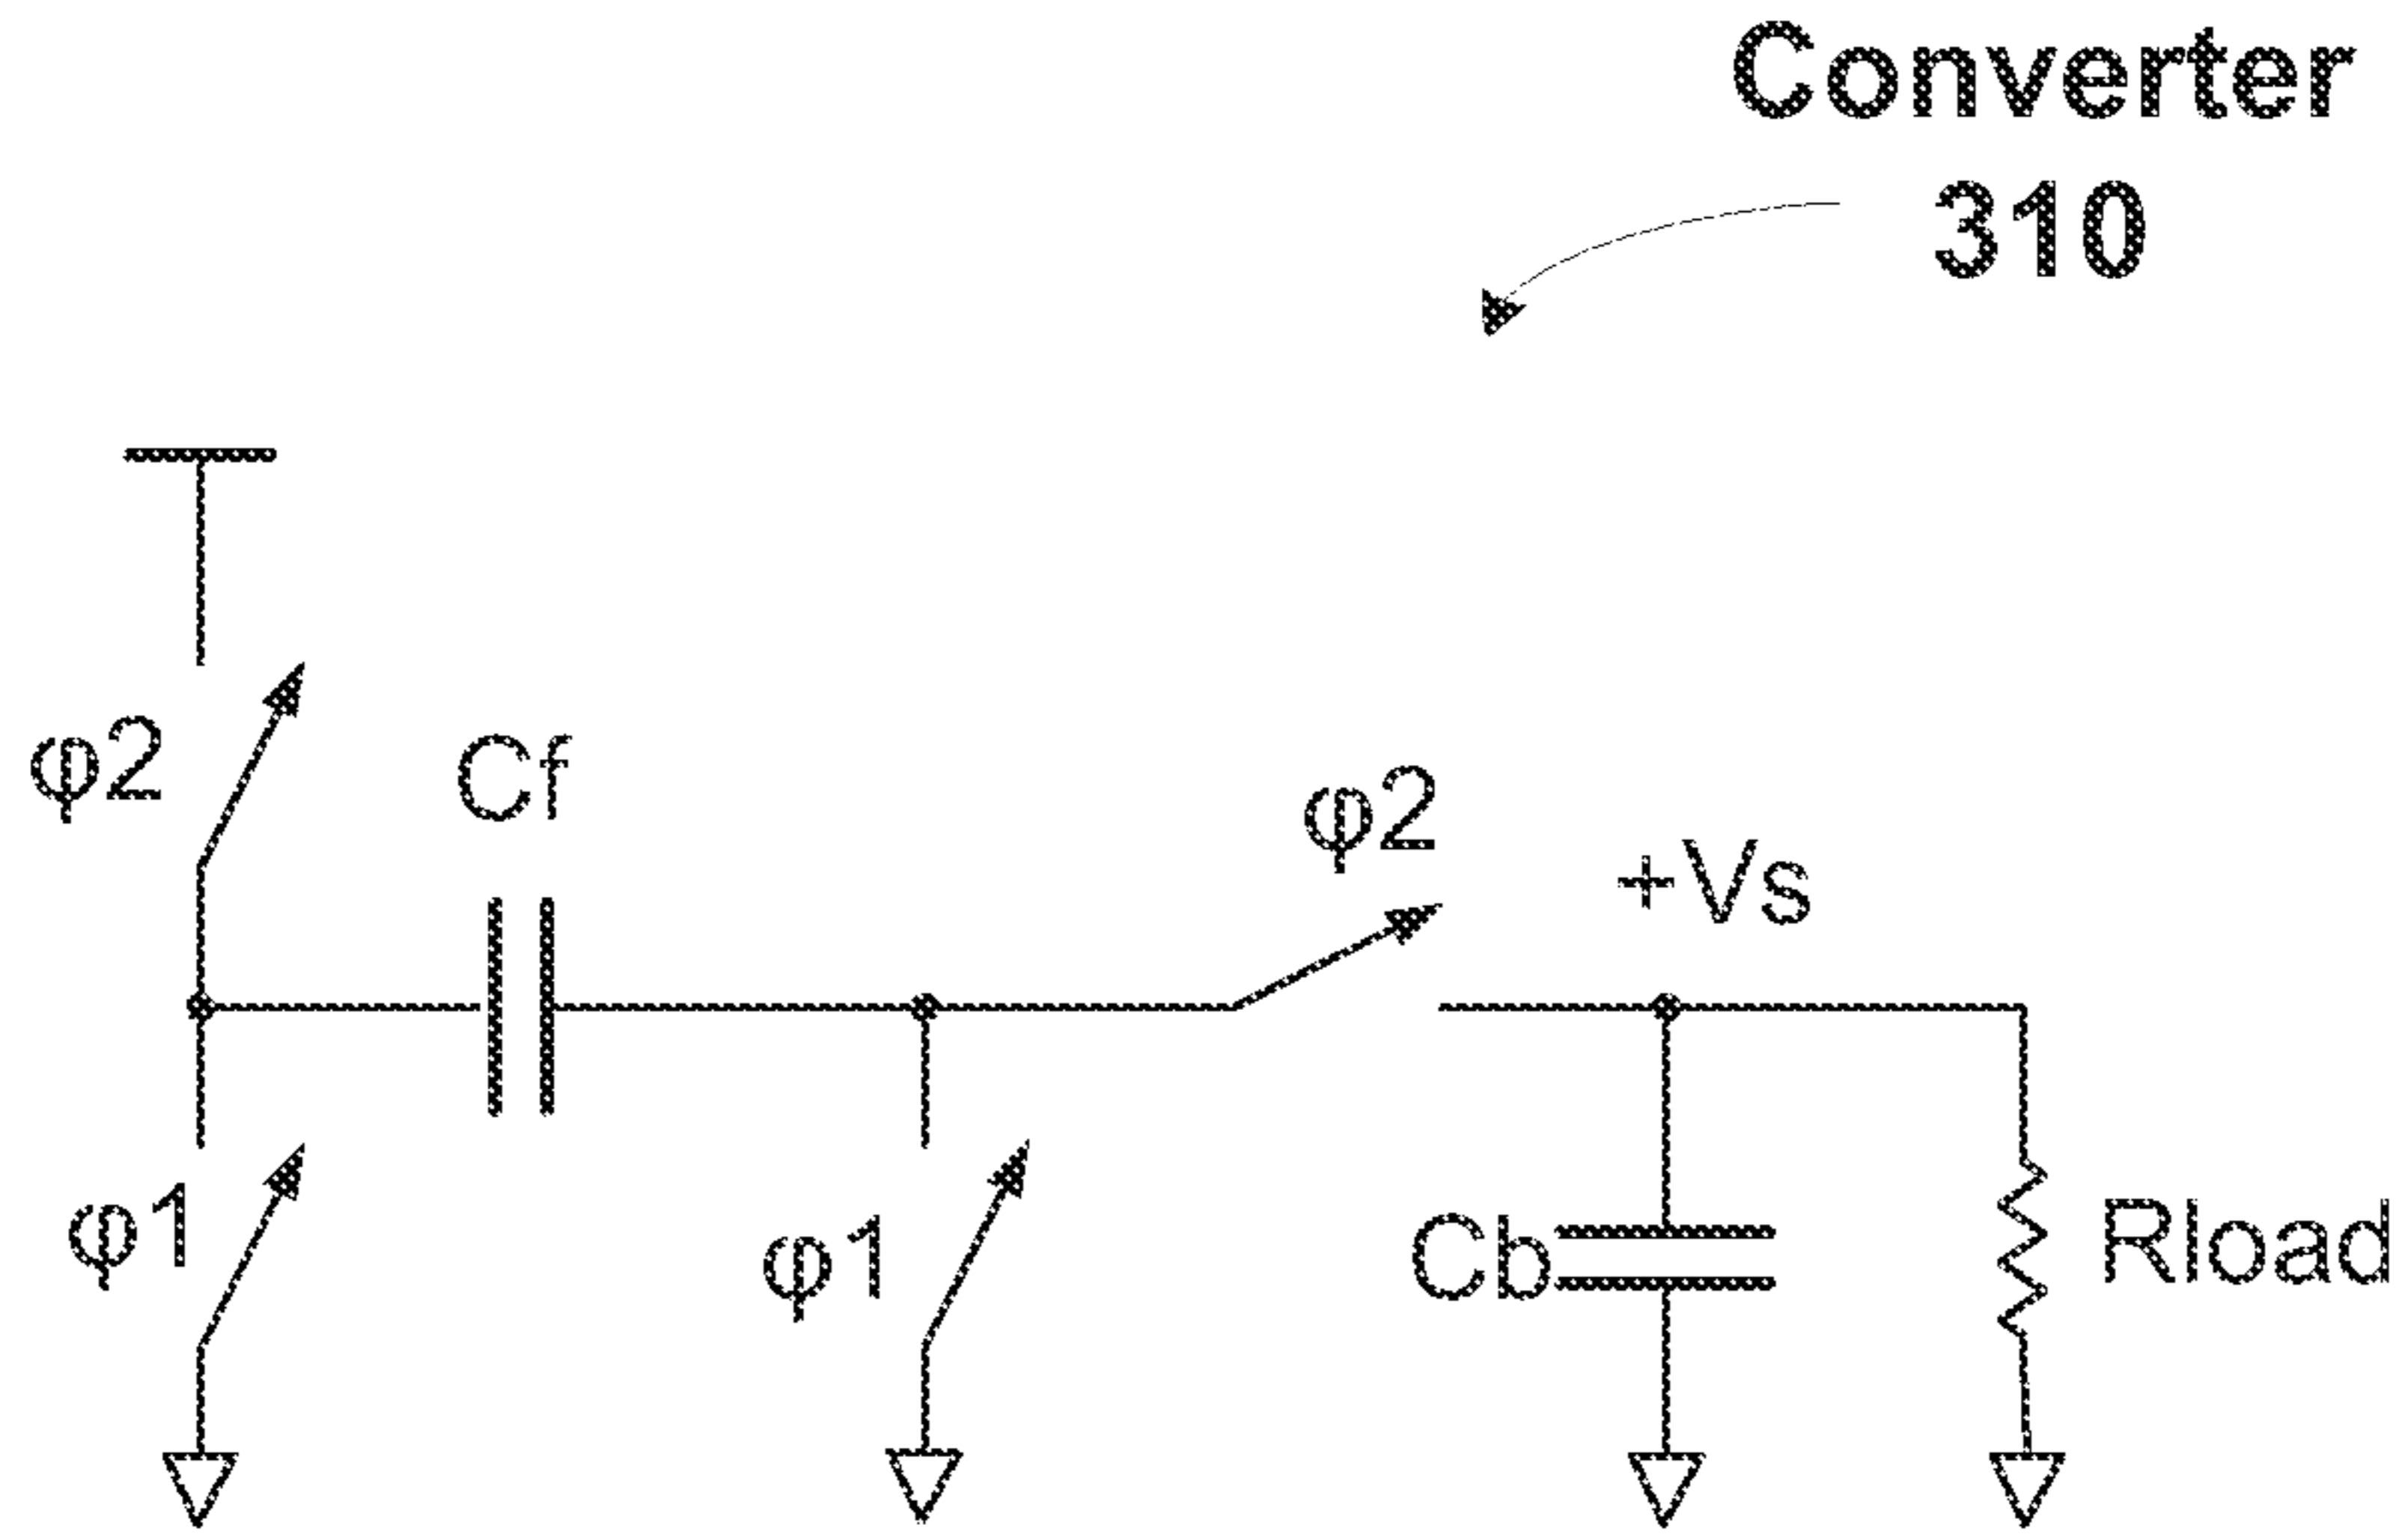 Converter
310
φ2
Cf
φ2
+Vs
φ1
φ1
Cb
Rload